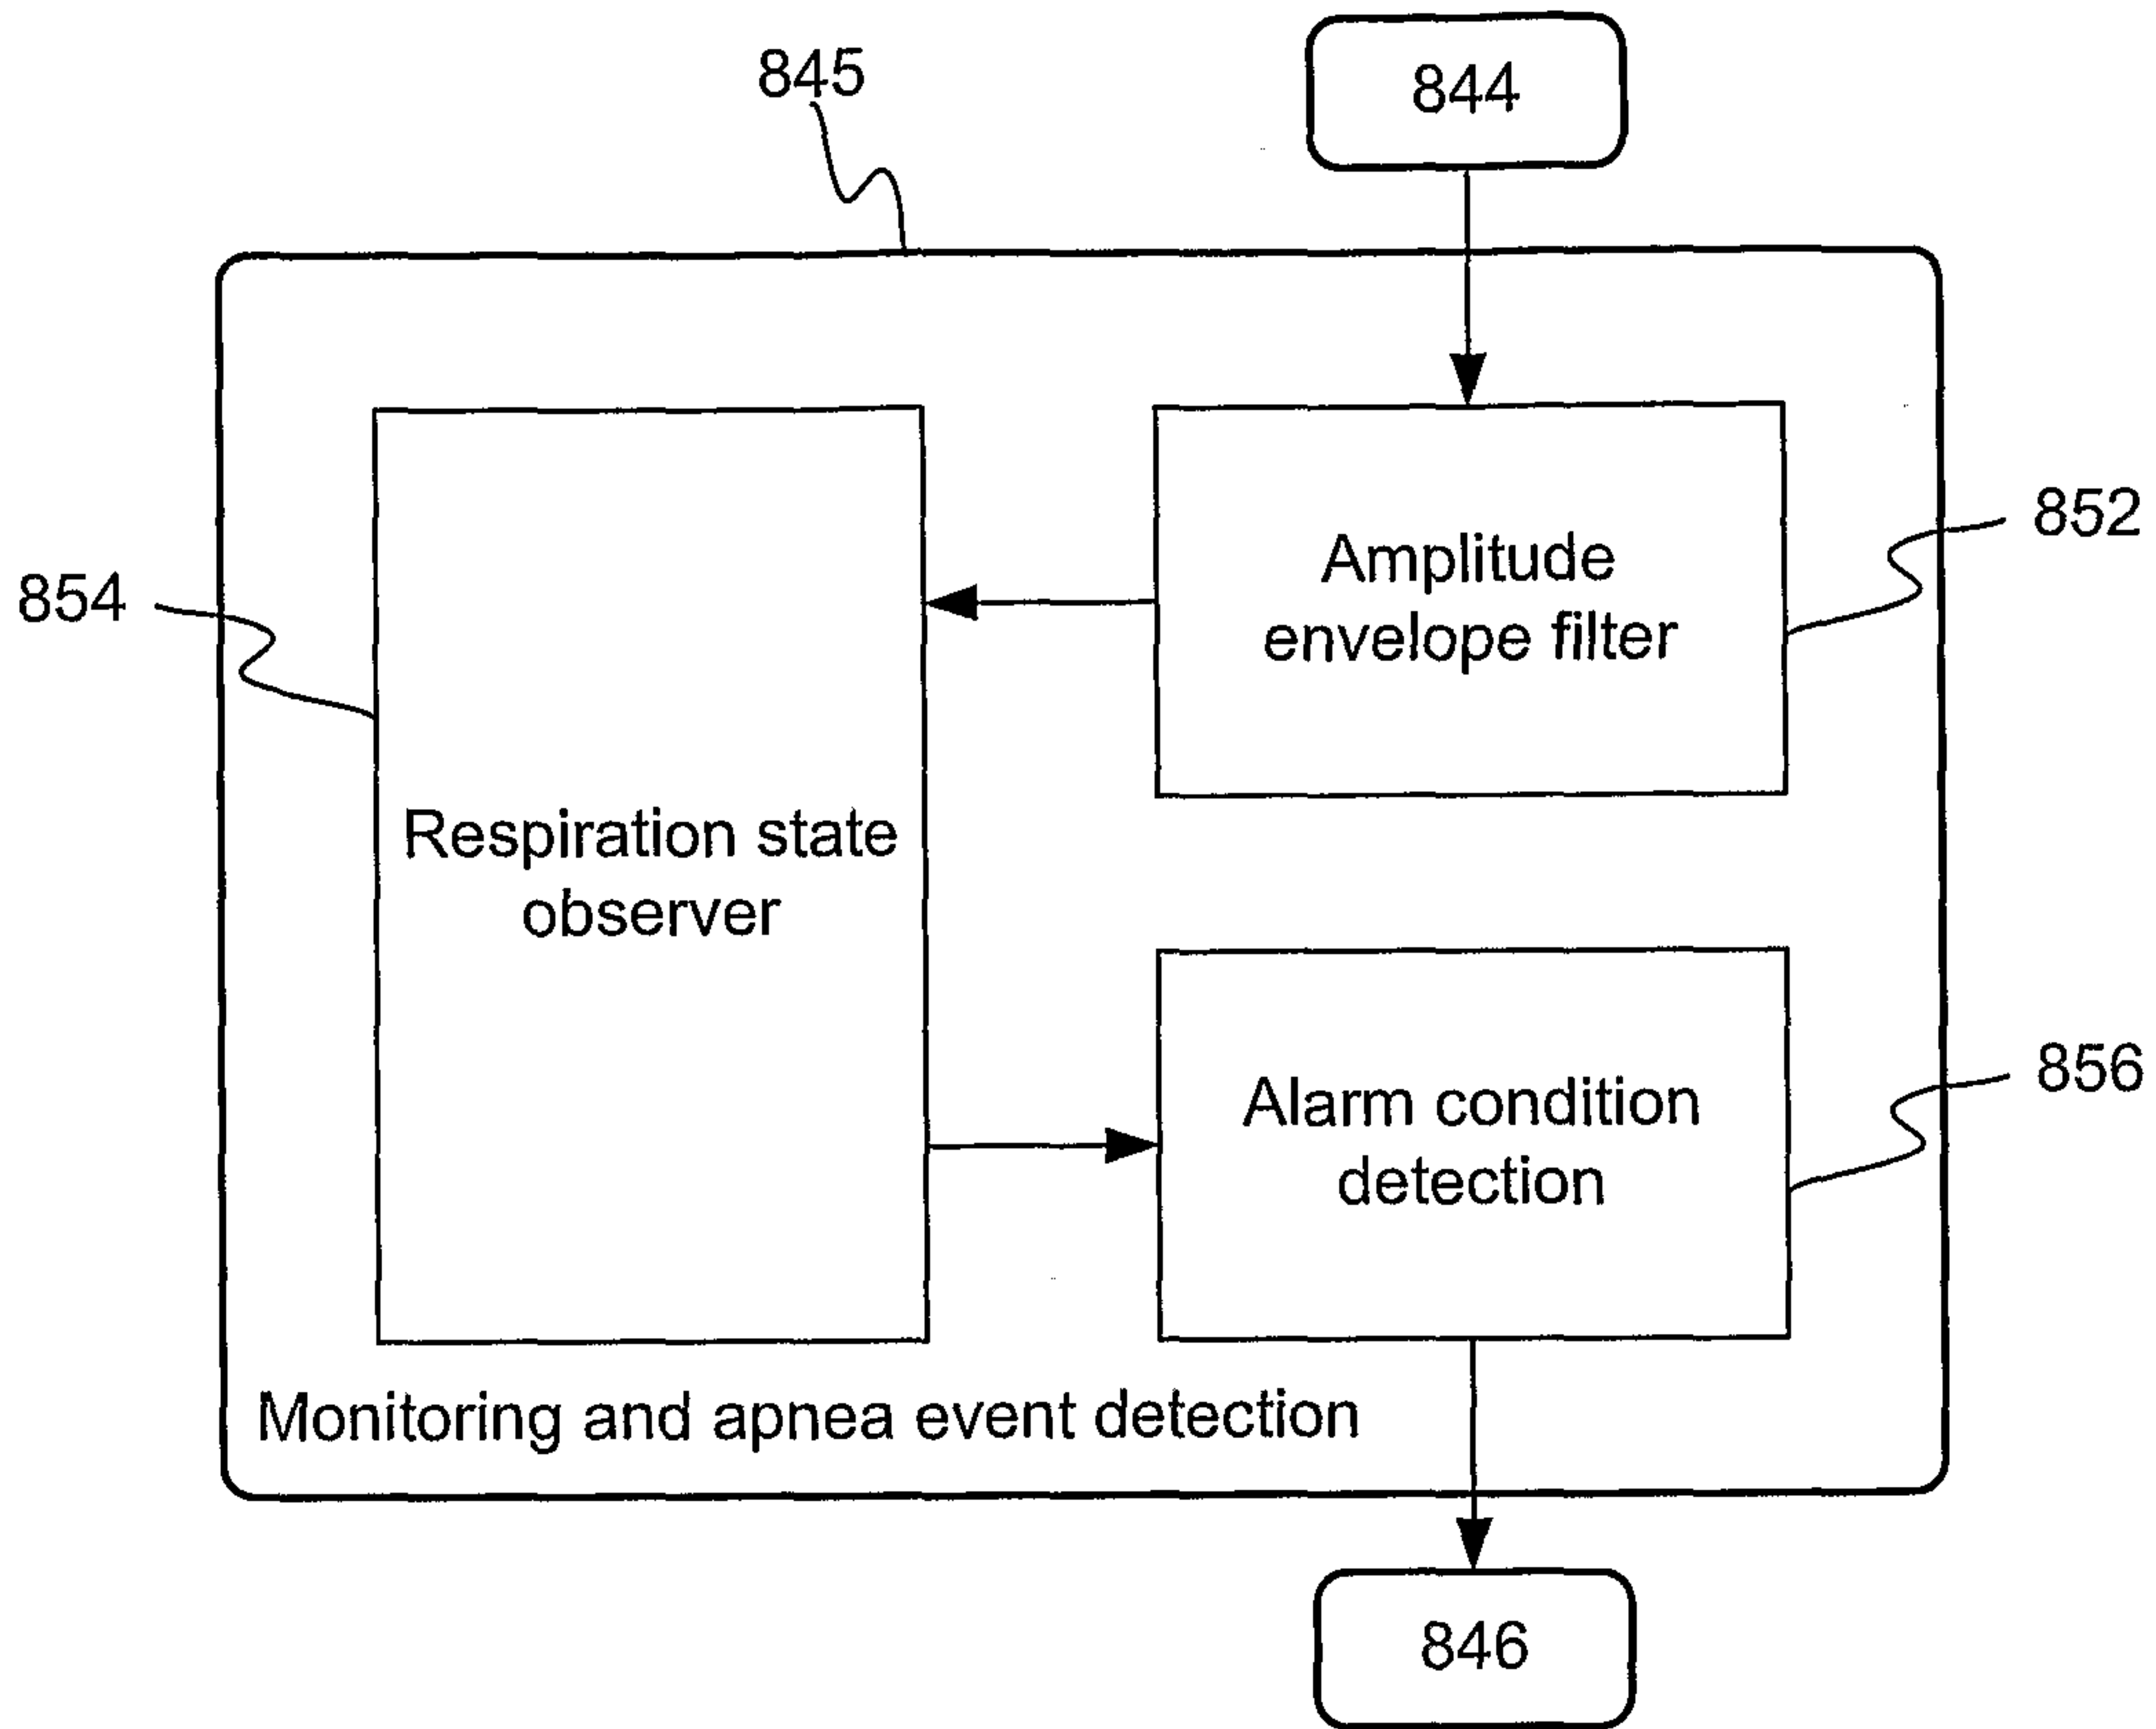 845
844
852
Amplitude
envelope filter
854
Respiration state
observer
856
Alarm condition
detection
Monitoring and apnea event detection
846